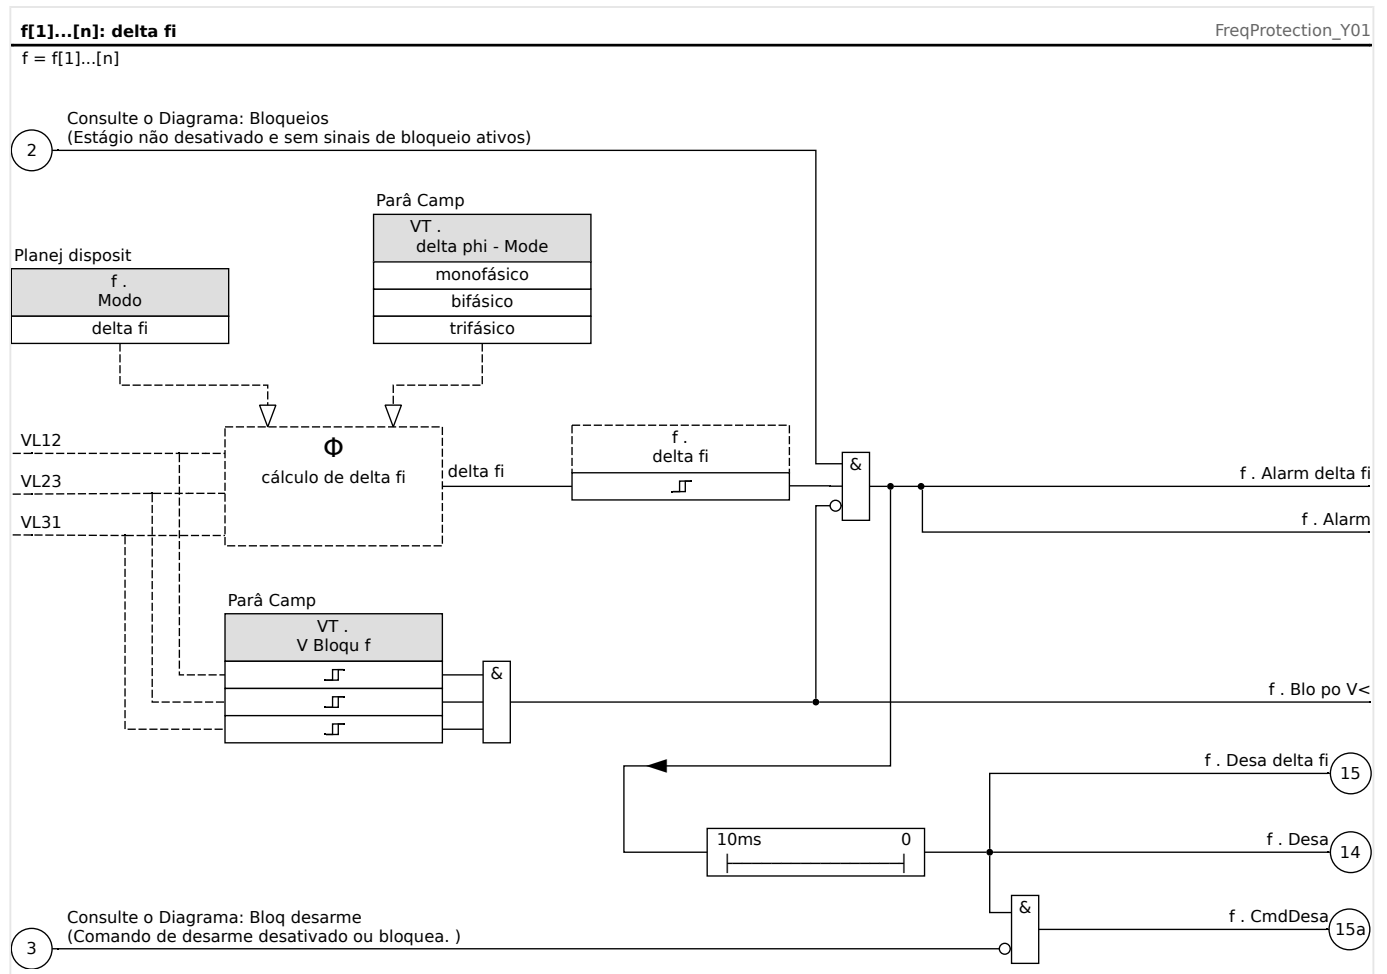 f[1]...[n]: delta fi
FreqProtection_Y01
f = f[1]...[n]
Consulte o Diagrama: Bloqueios
(Estágio não desativado e sem sinais de bloqueio ativos)
2
Parâ Camp
VT .
delta phi - Mode
monofásico
bifásico
trifásico
Planej disposit
f .
Modo
delta fi
VL12
VL23
VL31
Φ
cálculo de delta fi
delta fi
f .
delta fi
&
f . Alarm delta fi
f . Alarm
Parâ Camp
VT .
V Bloqu f
&
f . Blo po V<
f . Desa delta fi
15
10ms
0
f . Desa
14
Consulte o Diagrama: Bloq desarme
(Comando de desarme desativado ou bloquea. )
3
&
f . CmdDesa
15a